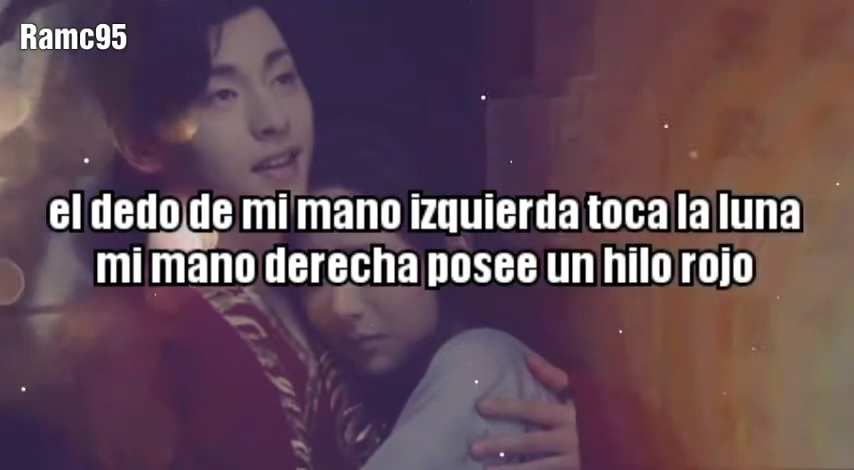 Ramc95
el dedo de mi mano izquierda toca la luna
mi mano derecha posee un hilo rojo